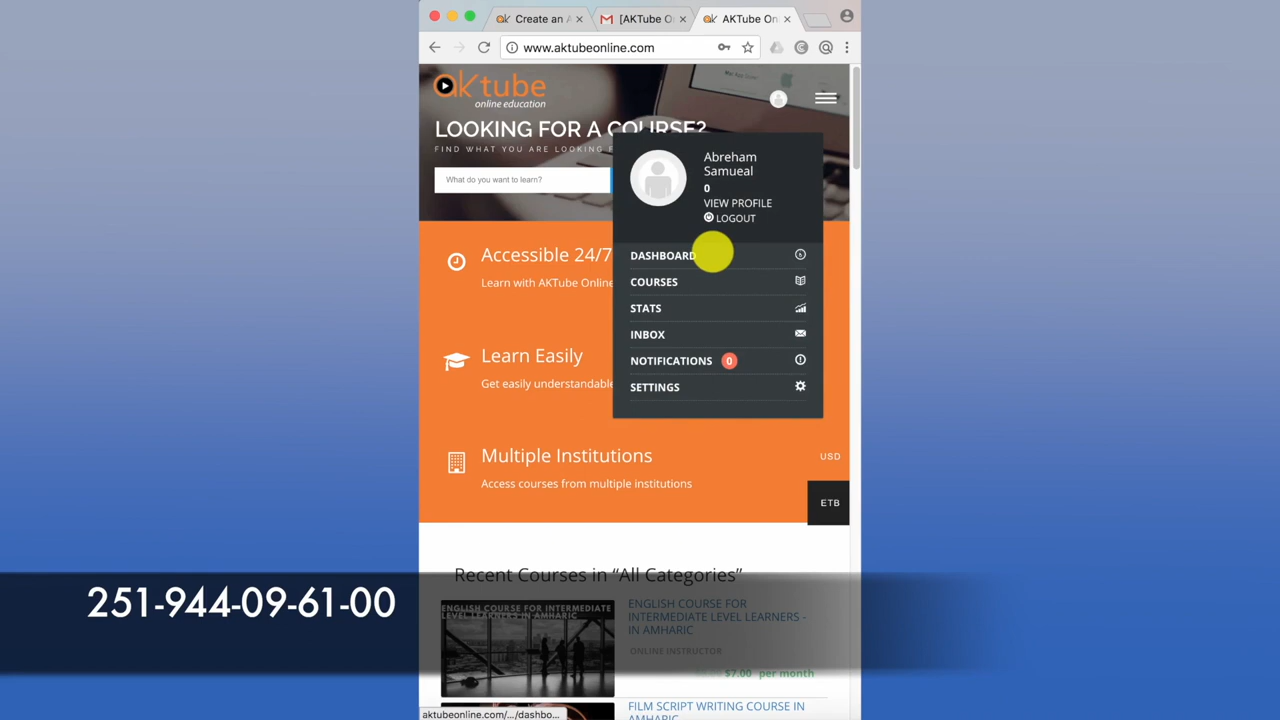 Create an A
[AKTube O
AKTube On
www.aktubeonline.com
aktube
online education
LOOKING FOR A COURSE?
FIND WHAT YOU ARE LOOKING F
What do you want to learn?
Abreham
Samueal
0
VIEW PROFILE
LOGOUT
DASHBOARD
COURSES
STATS
INBOX
NOTIFICATIONS 0
SETTINGS
Accessible 24/7
Learn with AKTube Online
Learn Easily
Get easily understandable
Multiple Institutions
Access courses from multiple institutions
USD
ETB
Recent Courses in “All Categories”
ENGLISH COURSE FOR INTERMEDIATE
LEVEL LEARNERS IN AMHARIC
ENGLISH COURSE FOR
INTERMEDIATE LEVEL LEARNERS -
IN AMHARIC
ONLINE INSTRUCTOR
$7.00 per month
FILM SCRIPT WRITING COURSE IN
AMHARIC
251-944-09-61-00
aktubeonline.com/.../dashbo...